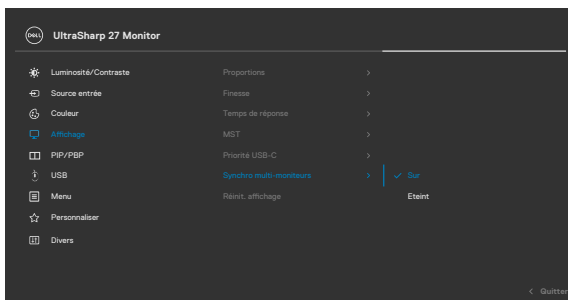 DELL UltraSharp 27 Monitor
Luminosité/Contraste Proportions
Source entrée Finesse
Couleur Temps de réponse
Affichage MST
PIP/PBP Priorité USB-C
USB Synchro multi-moniteurs Sur
Menu Réinit. affichage Eteint
Personnaliser
Divers
Quitter